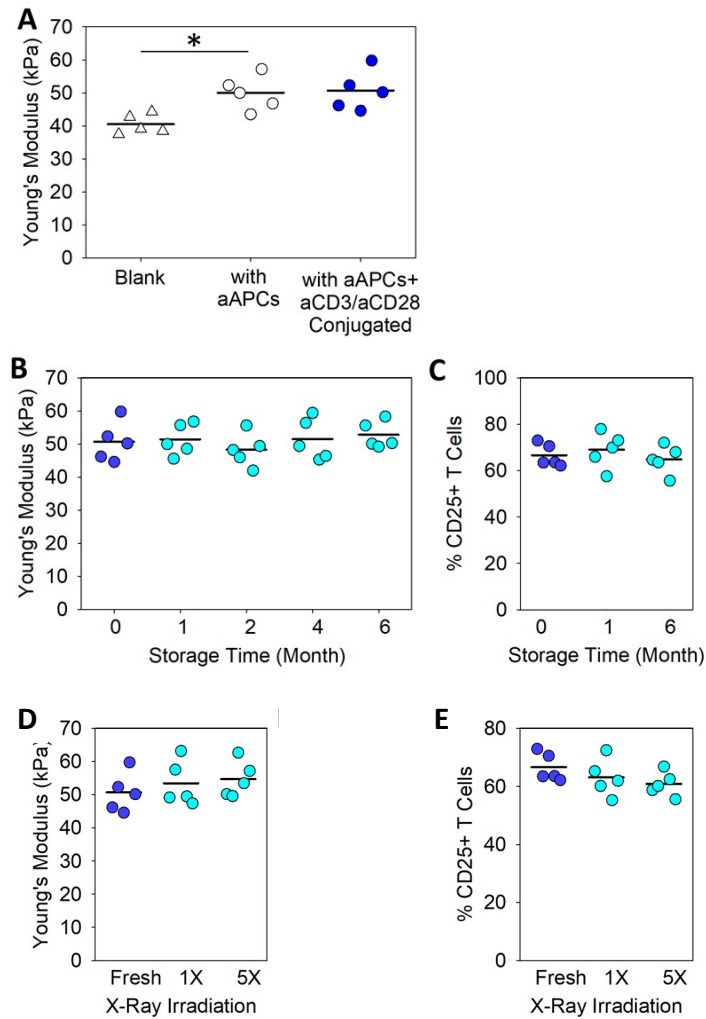 A
Young's Modulus (kPa)
70
60
50
40
30
20
10
0
*
Blank
with
aAPCs
with aAPCs+
aCD3/aCD28
Conjugated
B
Young's Modulus (kPa)
70
60
50
40
30
20
10
0
0 1 2 4 6
Storage Time (Month)
C
% CD25+ T Cells
100
80
60
40
20
0
0 1 6
Storage Time (Month)
D
Young's Modulus (kPa)
70
60
50
40
30
20
10
0
Fresh 1X 5X
X-Ray Irradiation
E
% CD25+ T Cells
80
60
40
20
0
Fresh 1X 5X
X-Ray Irradiation